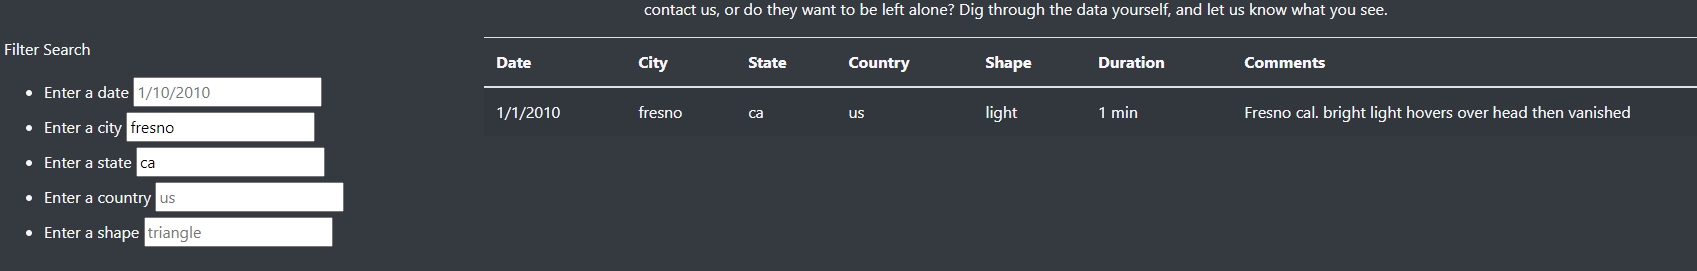 contact us, or do they want to be left alone? Dig through the data yourself, and let us know what you see.
Filter Search
Enter a date 1/10/2010
Enter a city fresno
Enter a state ca
Enter a country us
Enter a shape triangle
Date City State Country Shape Duration Comments
1/1/2010 fresno ca us light 1 min Fresno cal. bright light hovers over head then vanished